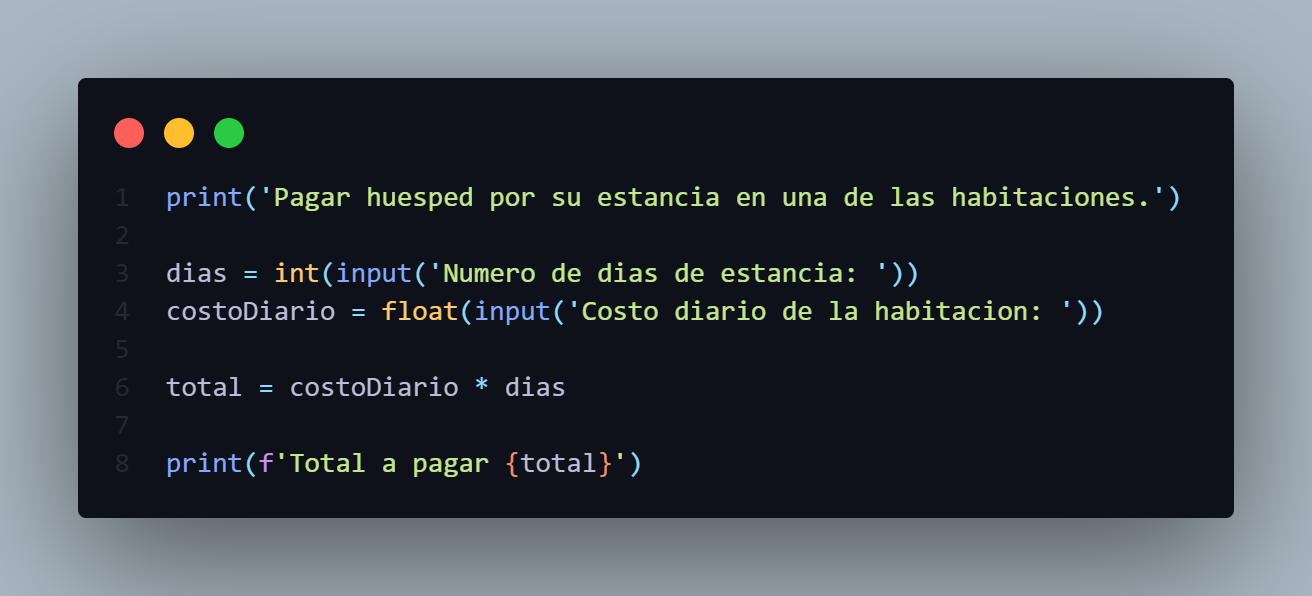 1 print('Pagar huesped por su estancia en una de las habitaciones.')
2
3 dias = int(input('Numero de dias de estancia: '))
4 costoDiario = float(input('Costo diario de la habitacion: '))
5
6 total = costoDiario * dias
7
8 print(f'Total a pagar {total}')